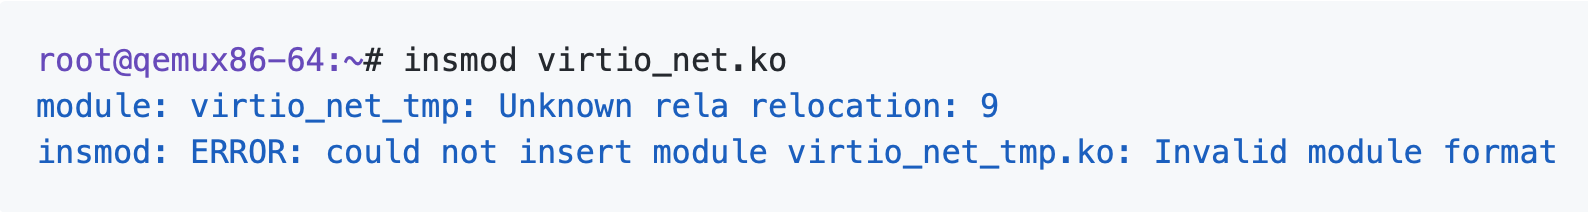 root@qemux86-64:~# insmod virtio_net.ko
module: virtio_net_tmp: Unknown rela relocation: 9
insmod: ERROR: could not insert module virtio_net_tmp.ko: Invalid module format